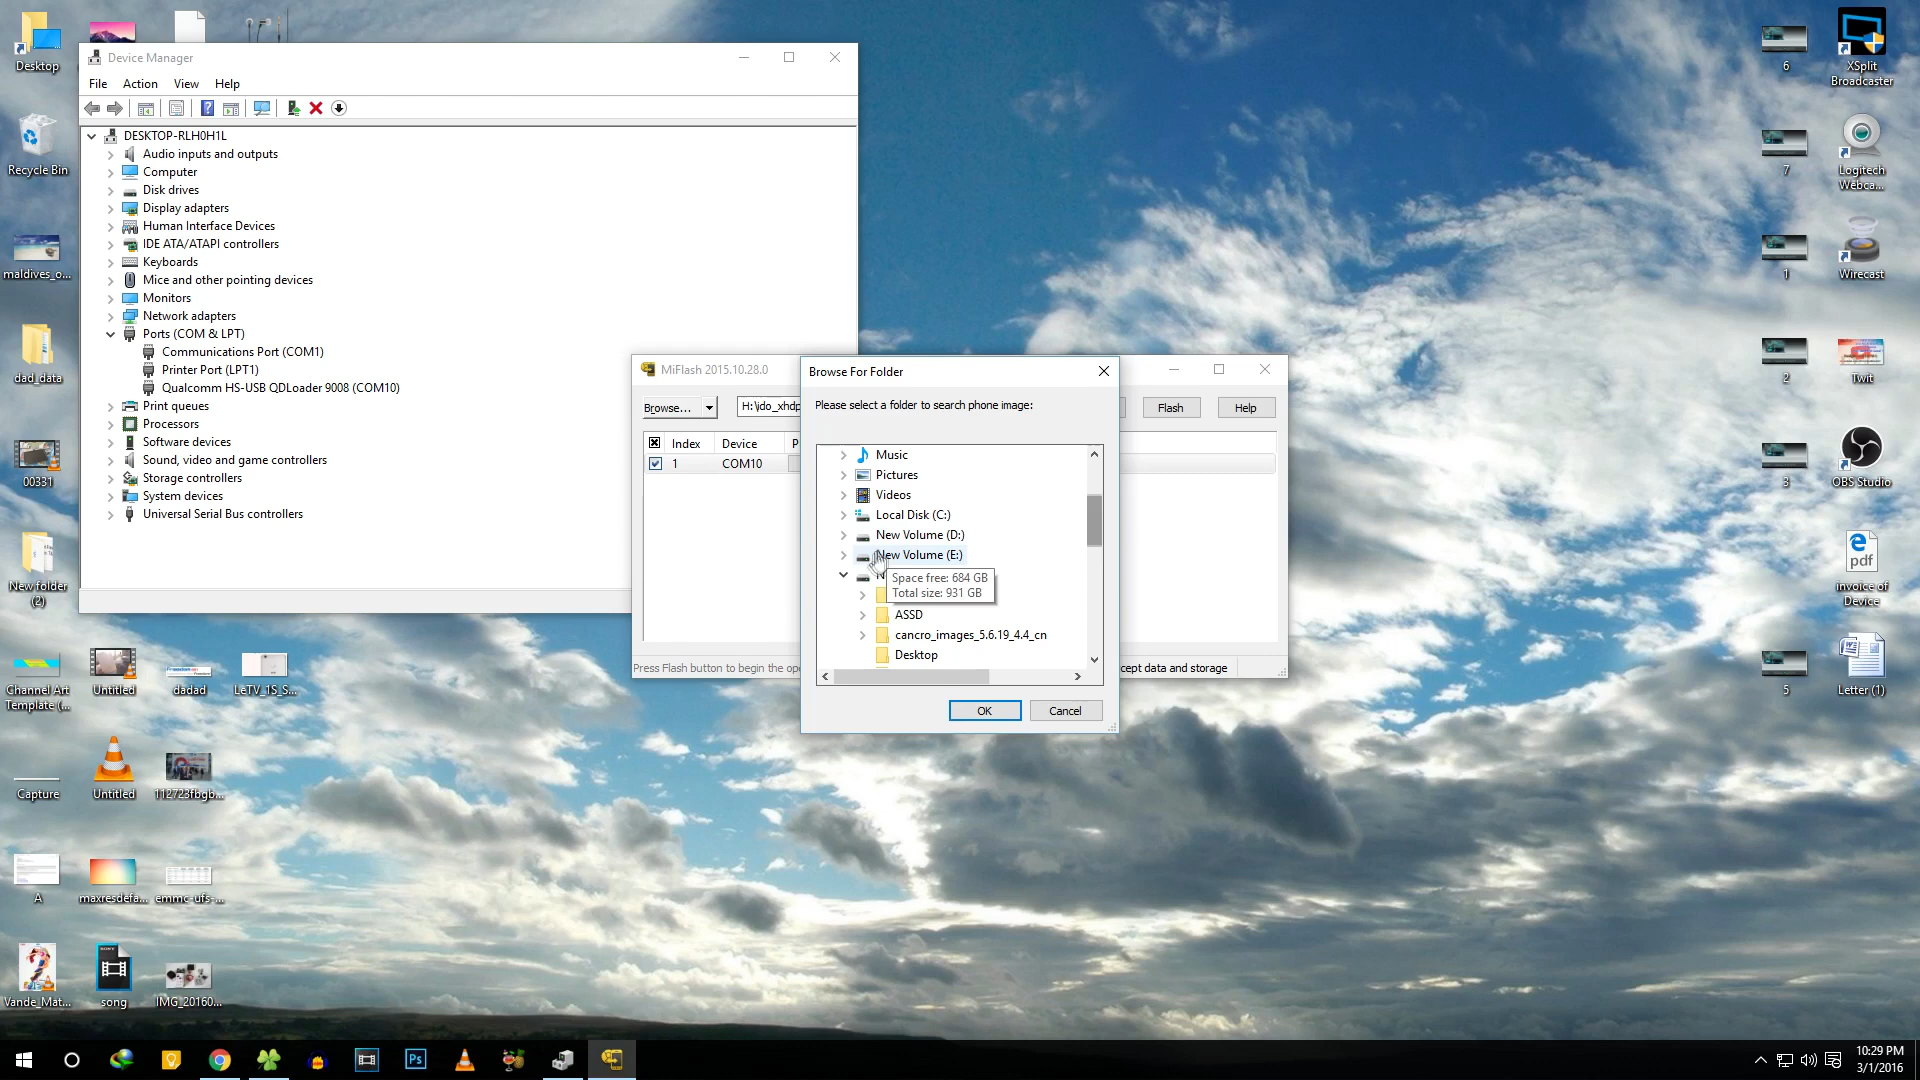 Desktop
Recycle Bin
maldives_o...
dad_data
00331
New folder
(2)
Channel Art
Template (...
Untitled
dadad
LeTV_1S_S...
Capture
Untitled
112723fbgb...
A
maxresdefa...
emmc-ufs-...
Vande_Mat...
song
IMG_20160...
Device Manager
File Action View Help
DESKTOP-RLH0H1L
Audio inputs and outputs
Computer
Disk drives
Display adapters
Human Interface Devices
IDE ATA/ATAPI controllers
Keyboards
Mice and other pointing devices
Monitors
Network adapters
Ports (COM & LPT)
Communications Port (COM1)
Printer Port (LPT1)
Qualcomm HS-USB QDLoader 9008 (COM10)
Print queues
Processors
Software devices
Sound, video and game controllers
Storage controllers
System devices
Universal Serial Bus controllers
MiFlash 2015.10.28.0
Browse...
H:\ido_xhdp
Flash
Help
Index Device P
1 COM10
Press Flash button to begin the ope
cept data and storage
Browse For Folder
Please select a folder to search phone image:
Music
Pictures
Videos
Local Disk (C:)
New Volume (D:)
New Volume (E:)
Space free: 684 GB
Total size: 931 GB
ASSD
cancro_images_5.6.19_4.4_cn
Desktop
OK
Cancel
6
XSplit
Broadcaster
7
Logitech
Webca...
1
Wirecast
2
Twit
3
OBS Studio
pdf
invoice of
Device
5
Letter (1)
Ps
10:29 PM
3/1/2016